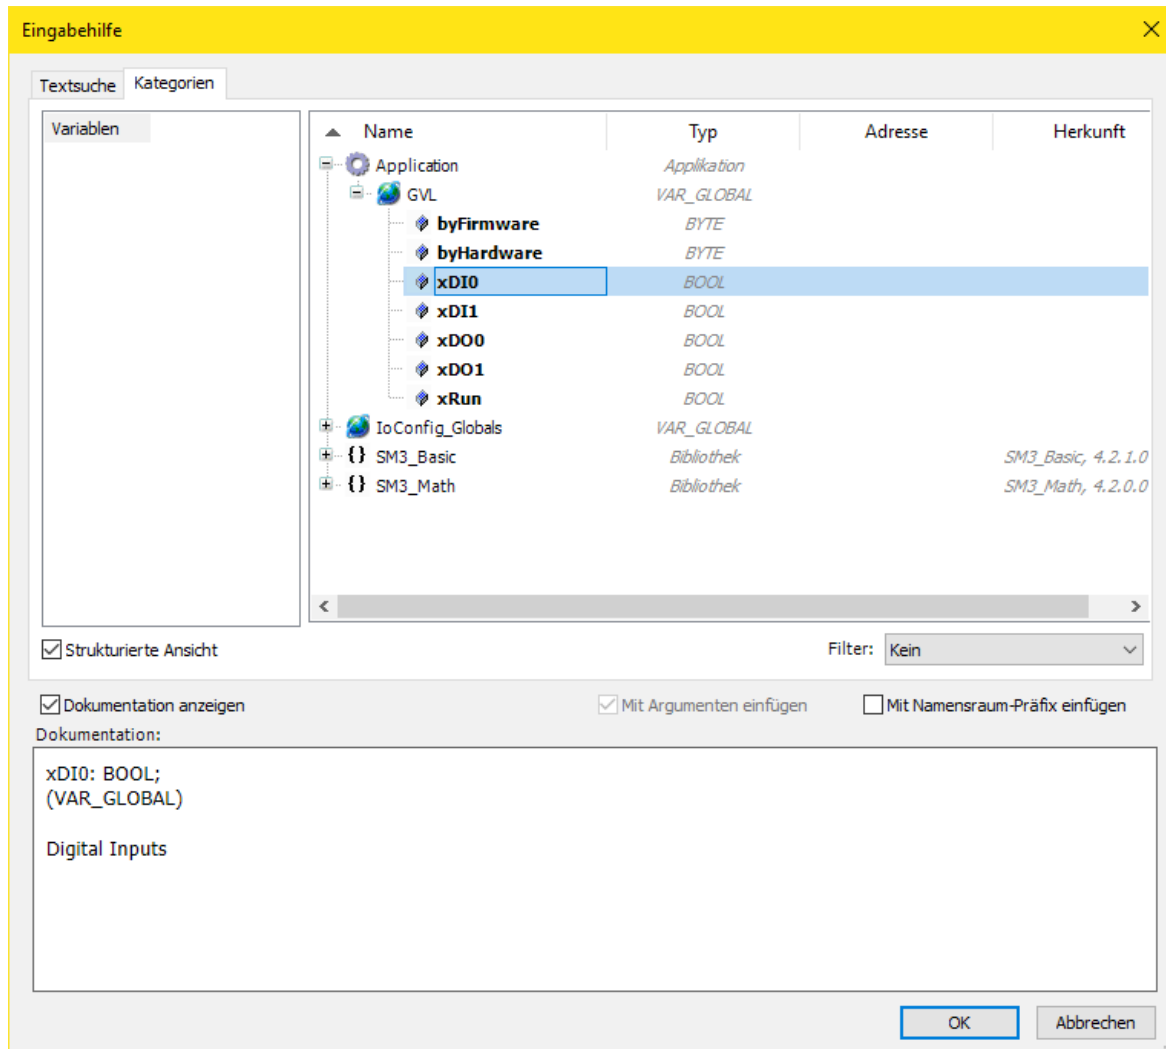 Eingabehilfe
Textsuche Kategorien
Variablen
Name Typ Adresse Herkunft
Application Applikation
GVL VAR_GLOBAL
byFirmware BYTE
byHardware BYTE
xDI0 BOOL
xDI1 BOOL
xDO0 BOOL
xDO1 BOOL
xRun BOOL
IoConfig_Globals VAR_GLOBAL
{} SM3_Basic Bibliothek SM3_Basic, 4.2.1.0
{} SM3_Math Bibliothek SM3_Math, 4.2.0.0
Strukturierte Ansicht Filter: Kein
Dokumentation anzeigen Mit Argumenten einfügen Mit Namensraum-Präfix einfügen
Dokumentation:
xDI0: BOOL;
(VAR_GLOBAL)
Digital Inputs
OK Abbrechen